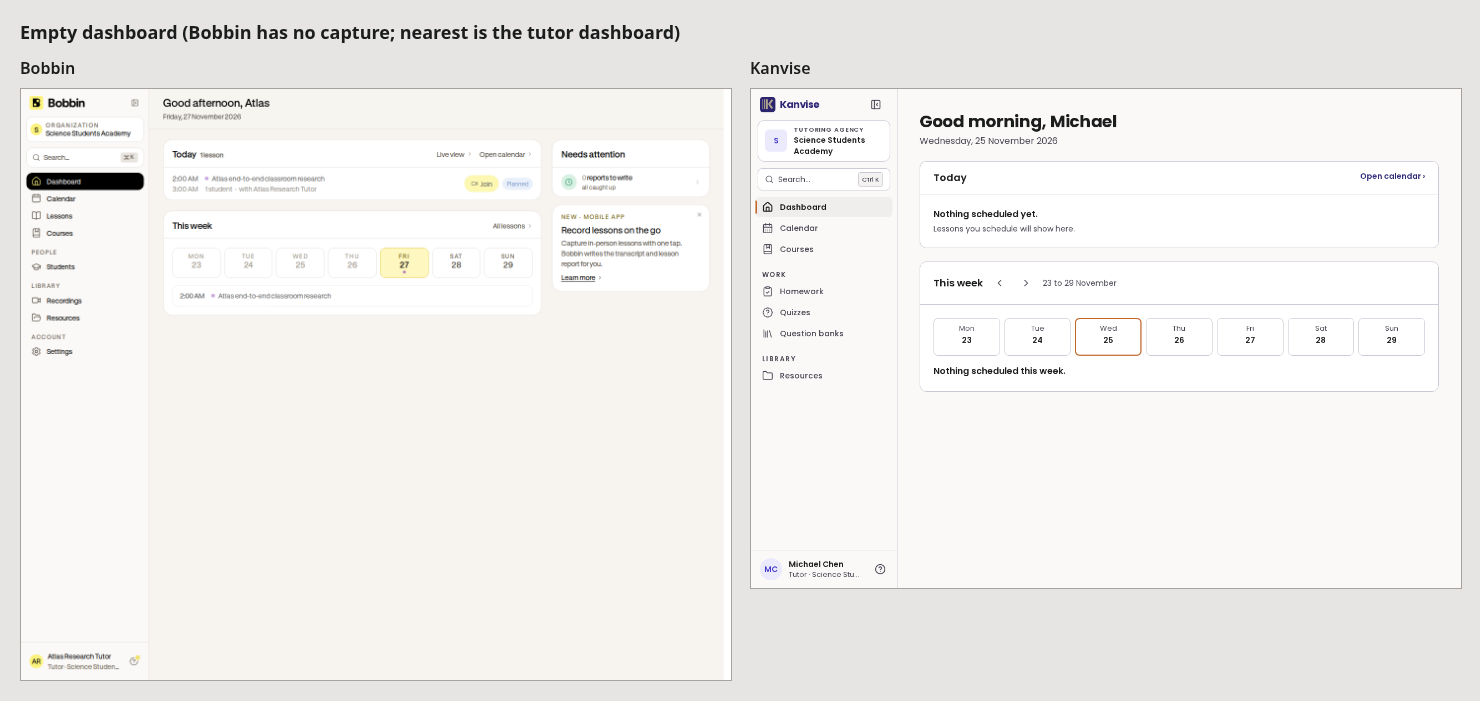 Empty dashboard (Bobbin has no capture; nearest is the tutor dashboard)
Bobbin
Bobbin
ORGANIZATION
S
Science Students Academy
Search...
⌘K
Dashboard
Calendar
Lessons
Courses
PEOPLE
Students
LIBRARY
Recordings
Resources
ACCOUNT
Settings
AR
Atlas Research Tutor
Tutor · Science Studen...
Good afternoon, Atlas
Friday, 27 November 2026
Today 1 lesson
Live view ›
Open calendar ›
2:00 AM
Atlas end-to-end classroom research
3:00 AM
1 student · with Atlas Research Tutor
Join
Planned
This week
All lessons ›
MON
23
TUE
24
WED
25
THU
26
FRI
27
SAT
28
SUN
29
2:00 AM
Atlas end-to-end classroom research
Needs attention
0 reports to write
all caught up
NEW · MOBILE APP
Record lessons on the go
Capture in-person lessons with one tap.
Bobbin writes the transcript and lesson
report for you.
Learn more ›
Kanvise
Kanvise
TUTORING AGENCY
S
Science Students
Academy
Search...
Ctrl K
Dashboard
Calendar
Courses
WORK
Homework
Quizzes
Question banks
LIBRARY
Resources
MC
Michael Chen
Tutor · Science Stu...
Good morning, Michael
Wednesday, 25 November 2026
Today
Open calendar ›
Nothing scheduled yet.
Lessons you schedule will show here.
This week
23 to 29 November
Mon
23
Tue
24
Wed
25
Thu
26
Fri
27
Sat
28
Sun
29
Nothing scheduled this week.